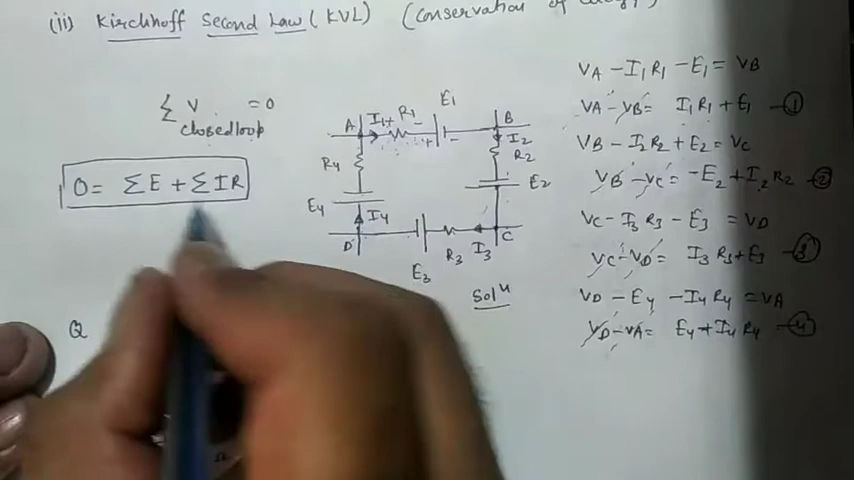 (ii) Kirchhoff Second Law (KVL) (Conservation of
∑ V = 0
closed loop
0 = ∑E + ∑IR
A I1 + R1 - E1 B
+ -
I2
R2
R4
E2
E4
I4
D R3 I3 C
E3
Q
Solⁿ
VA - I1R1 - E1 = VB
VA - VB = I1R1 + E1 - ①
VB - I2R2 + E2 = VC
VB - VC = -E2 + I2R2 - ②
VC - I3R3 - E3 = VD
VC - VD = I3R3 + E3 - ③
VD - E4 - I4R4 = VA
VD - VA = E4 + I4R4 - ④